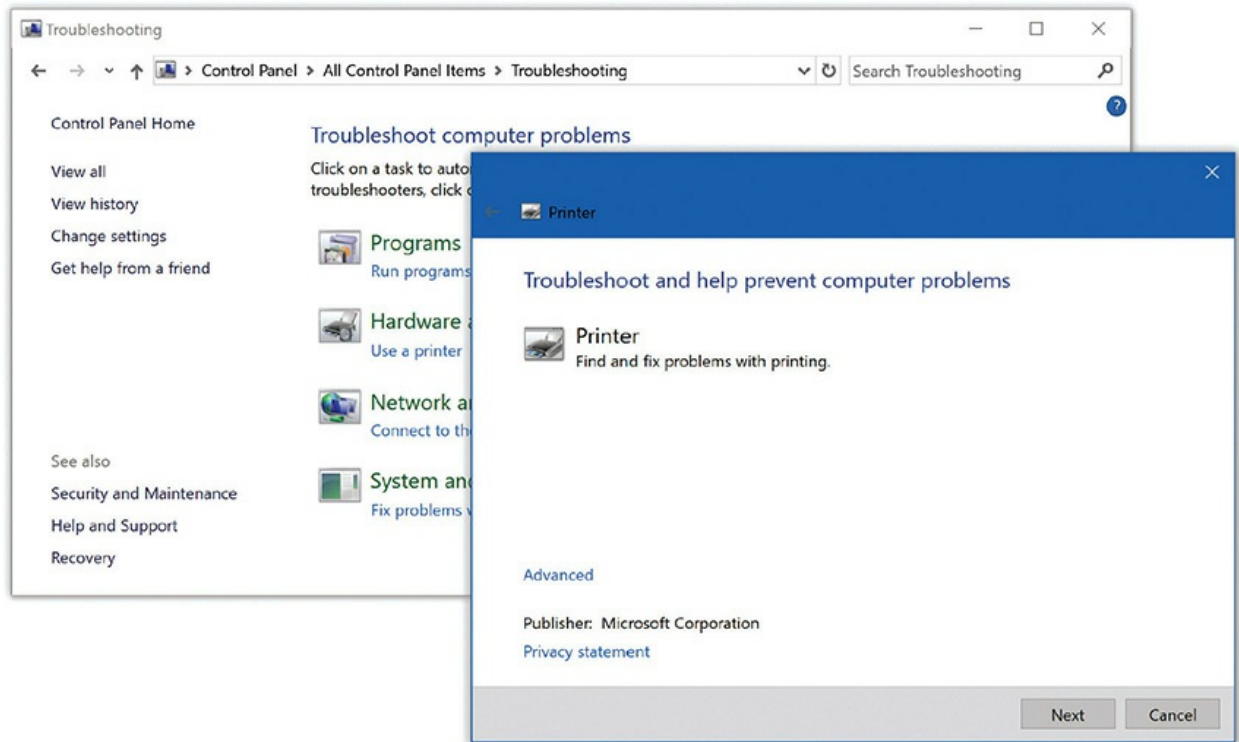 Troubleshooting
Control Panel > All Control Panel Items > Troubleshooting
Search Troubleshooting
?
Control Panel Home
View all
View history
Change settings
Get help from a friend
See also
Security and Maintenance
Help and Support
Recovery
Troubleshoot computer problems
Click on a task to
troubleshooters, click
Programs
Run programs
Hardware
Use a printer
Network
Connect to
System
Fix problems
Printer
Troubleshoot and help prevent computer problems
Printer
Find and fix problems with printing.
Advanced
Publisher: Microsoft Corporation
Privacy statement
Next
Cancel